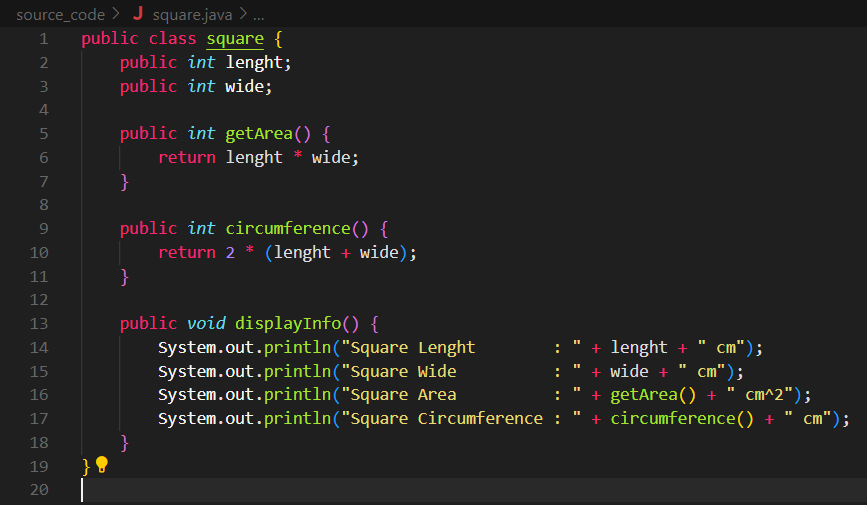 source_code > J square.java > ...
1 public class square {
2     public int lenght;
3     public int wide;
4
5     public int getArea() {
6         return lenght * wide;
7     }
8
9     public int circumference() {
10         return 2 * (lenght + wide);
11     }
12
13     public void displayInfo() {
14         System.out.println("Square Lenght        : " + lenght + " cm");
15         System.out.println("Square Wide          : " + wide + " cm");
16         System.out.println("Square Area          : " + getArea() + " cm^2");
17         System.out.println("Square Circumference : " + circumference() + " cm");
18     }
19 }
20